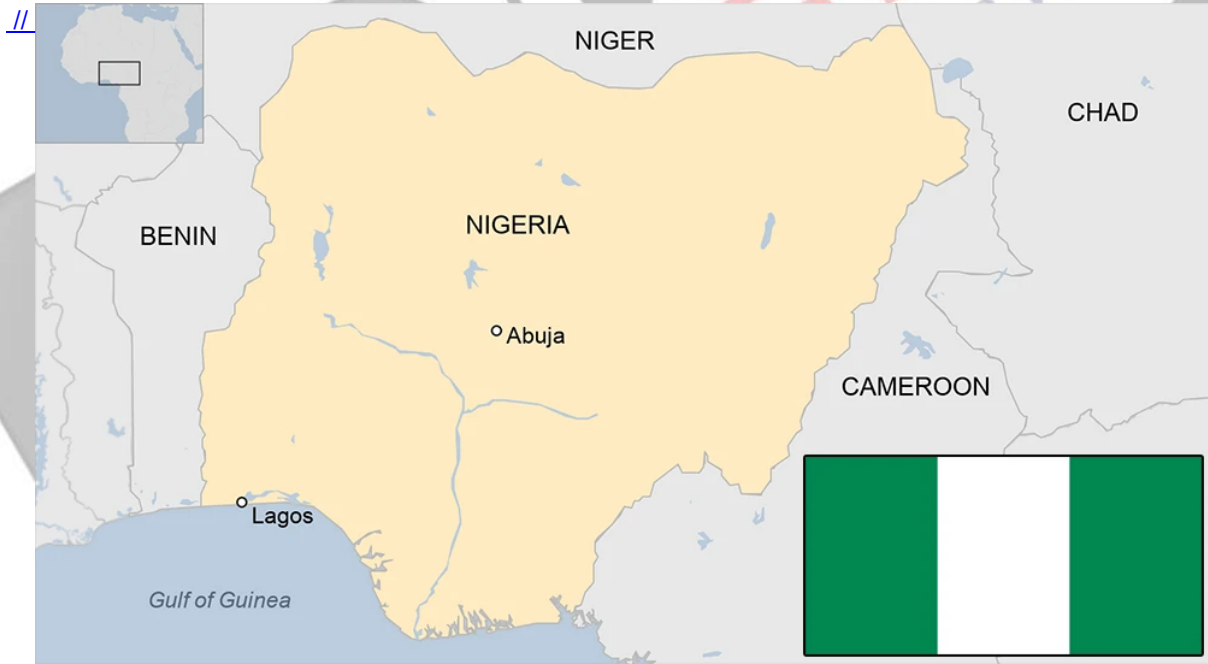 //
NIGER
CHAD
BENIN
NIGERIA
Abuja
CAMEROON
Lagos
Gulf of Guinea